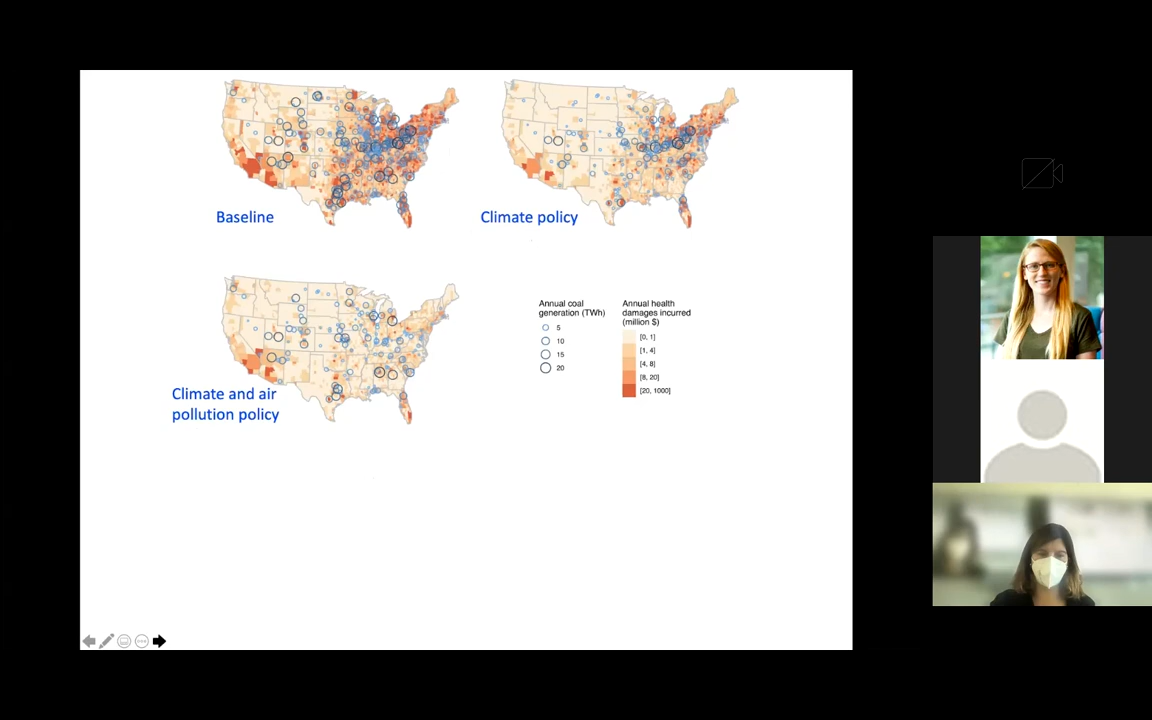 Baseline
Climate policy
Climate and air
pollution policy
Annual coal
generation (TWh)
5
10
15
20
Annual health
damages incurred
(million $)
[0, 1]
[1, 4]
[4, 8]
[8, 20]
[20, 1000]